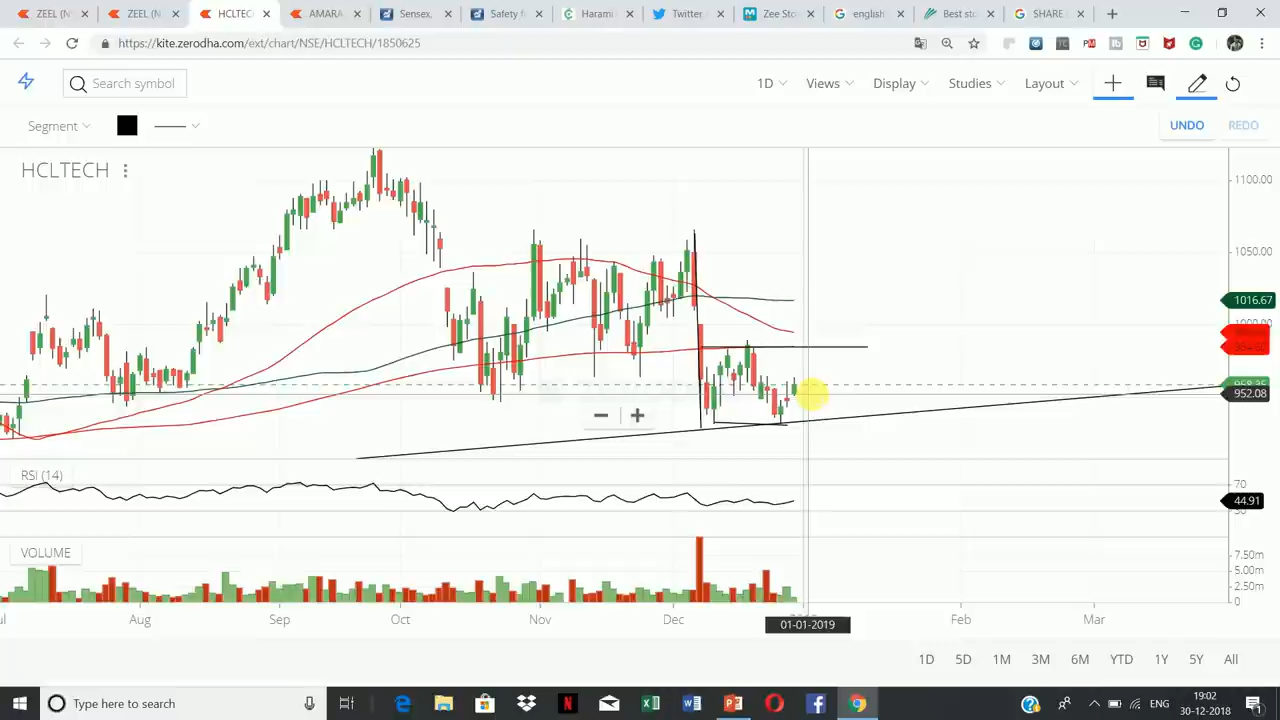 ZEEL (N
ZEEL (N
HCLTEC
AMARA
Sensex,
Safety f
Harami
Twitter,
Zee Sto
english
Best sto
SHARE
https://kite.zerodha.com/ext/chart/NSE/HCLTECH/1850625
Search symbol
1D
Views
Display
Studies
Layout
Segment
UNDO
REDO
HCLTECH
1100.00
1050.00
1016.67
1000.00
952.08
RSI (14)
70
44.91
VOLUME
7.50m
5.00m
2.50m
0
Aug
Sep
Oct
Nov
Dec
01-01-2019
Feb
Mar
1D 5D 1M 3M 6M YTD 1Y 5Y All
Type here to search
ENG
19:02
30-12-2018